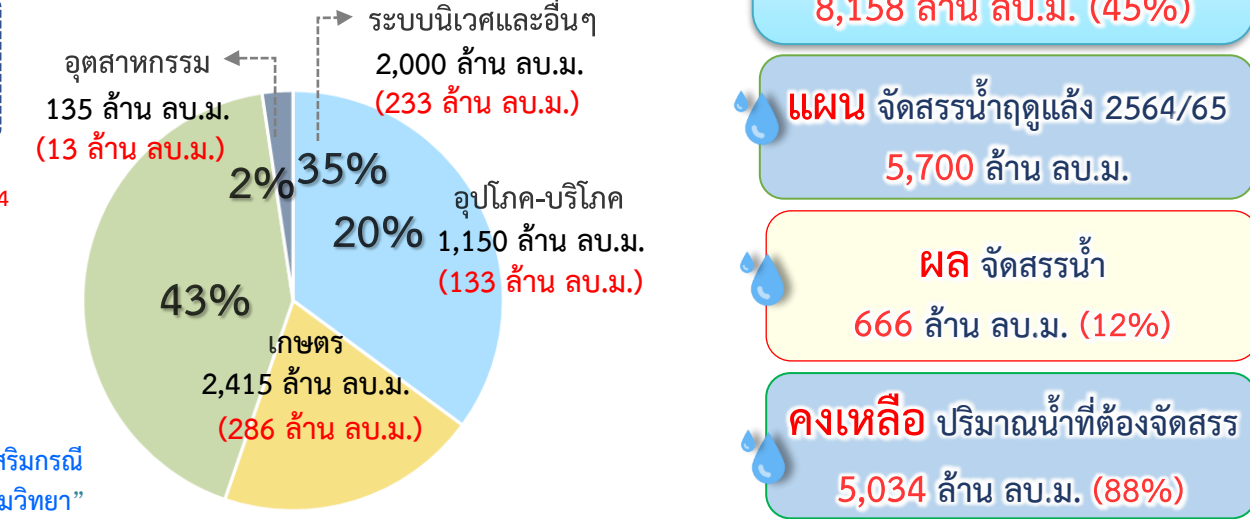 ระบบนิเวศและอื่นๆ
2,000 ล้าน ลบ.ม.
(233 ล้าน ลบ.ม.)
อุตสาหกรรม
135 ล้าน ลบ.ม.
(13 ล้าน ลบ.ม.)
2%
35%
4
อุปโภค-บริโภค
20%
1,150 ล้าน ลบ.ม.
(133 ล้าน ลบ.ม.)
43%
เกษตร
2,415 ล้าน ลบ.ม.
(286 ล้าน ลบ.ม.)
สริมกรณี
มวิทยา”
8,158 ล้าน ลบ.ม. (45%)
แผน จัดสรรน้ำฤดูแล้ง 2564/65
5,700 ล้าน ลบ.ม.
ผล จัดสรรน้ำ
666 ล้าน ลบ.ม. (12%)
คงเหลือ ปริมาณน้ำที่ต้องจัดสรร
5,034 ล้าน ลบ.ม. (88%)